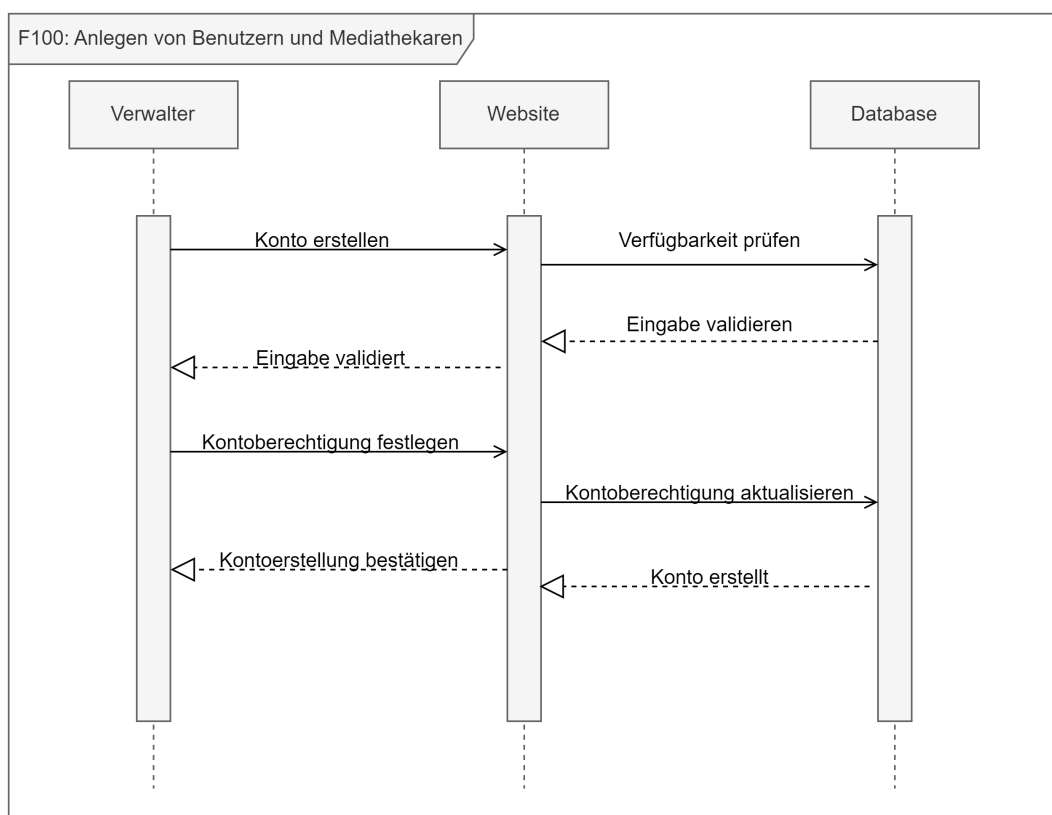 F100: Anlegen von Benutzern und Mediathekaren
Verwalter
Website
Database
Konto erstellen
Verfügbarkeit prüfen
Eingabe validieren
Eingabe validiert
Kontoberechtigung festlegen
Kontoberechtigung aktualisieren
Kontoerstellung bestätigen
Konto erstellt